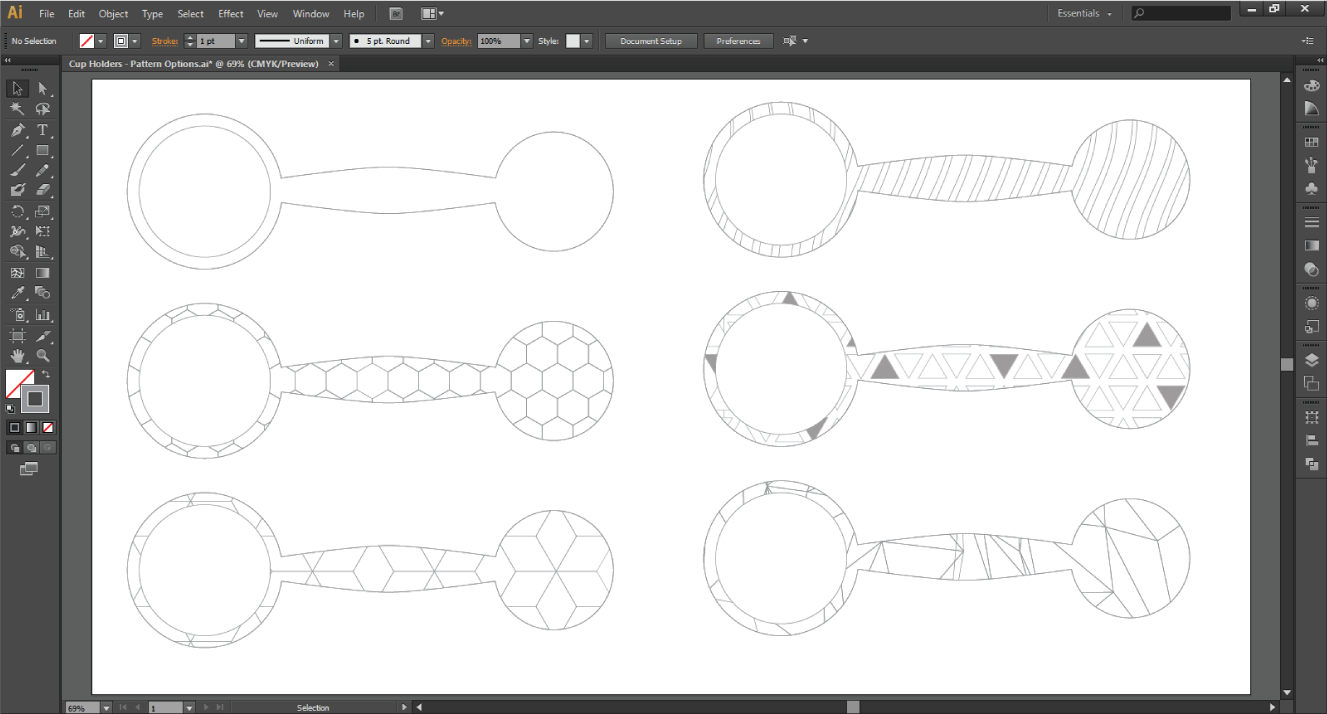 Ai File Edit Object Type Select Effect View Window Help Br Essentials
No Selection Stroke: 1 pt Uniform 5 pt. Round Opacity: 100% Style: Document Setup Preferences
Cup Holders - Pattern Options.ai* @ 69% (CMYK/Preview) ×
T
69% 1 Selection